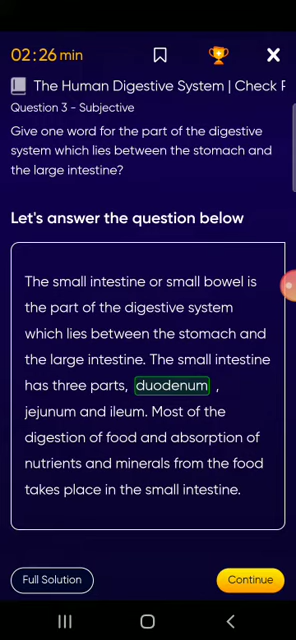 02:26 min
The Human Digestive System | Check P
Question 3 - Subjective
Give one word for the part of the digestive
system which lies between the stomach and
the large intestine?
Let's answer the question below
The small intestine or small bowel is
the part of the digestive system
which lies between the stomach and
the large intestine. The small intestine
has three parts, duodenum ,
jejunum and ileum. Most of the
digestion of food and absorption of
nutrients and minerals from the food
takes place in the small intestine.
Full Solution
Continue